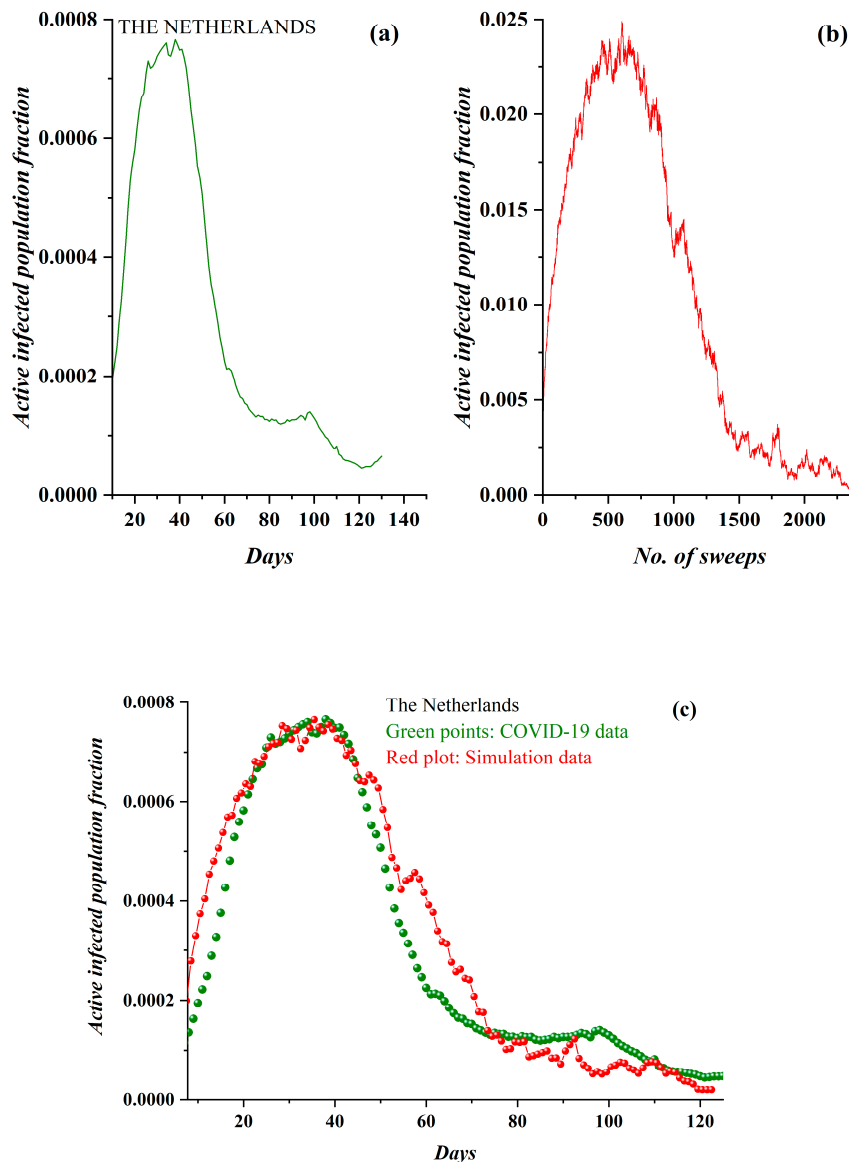 THE NETHERLANDS
(a)
Active infected population fraction
0.0008
0.0006
0.0004
0.0002
0.0000
20 40 60 80 100 120 140
Days
(b)
Active infected population fraction
0.025
0.020
0.015
0.010
0.005
0.000
0 500 1000 1500 2000
No. of sweeps
(c)
The Netherlands
Green points: COVID-19 data
Red plot: Simulation data
Active infected population fraction
0.0008
0.0006
0.0004
0.0002
0.0000
20 40 60 80 100 120
Days